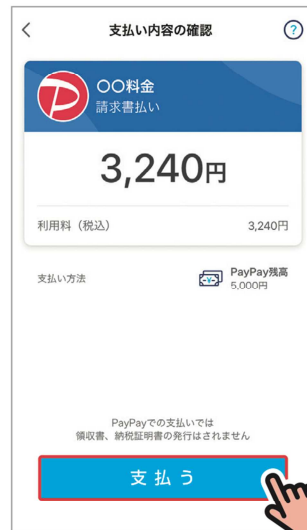 支払い内容の確認
?
〇〇料金
請求書払い
3,240円
利用料（税込） 3,240円
支払い方法 PayPay残高
5,000円
PayPayでの支払いでは
領収書、納税証明書の発行はされません
支払う